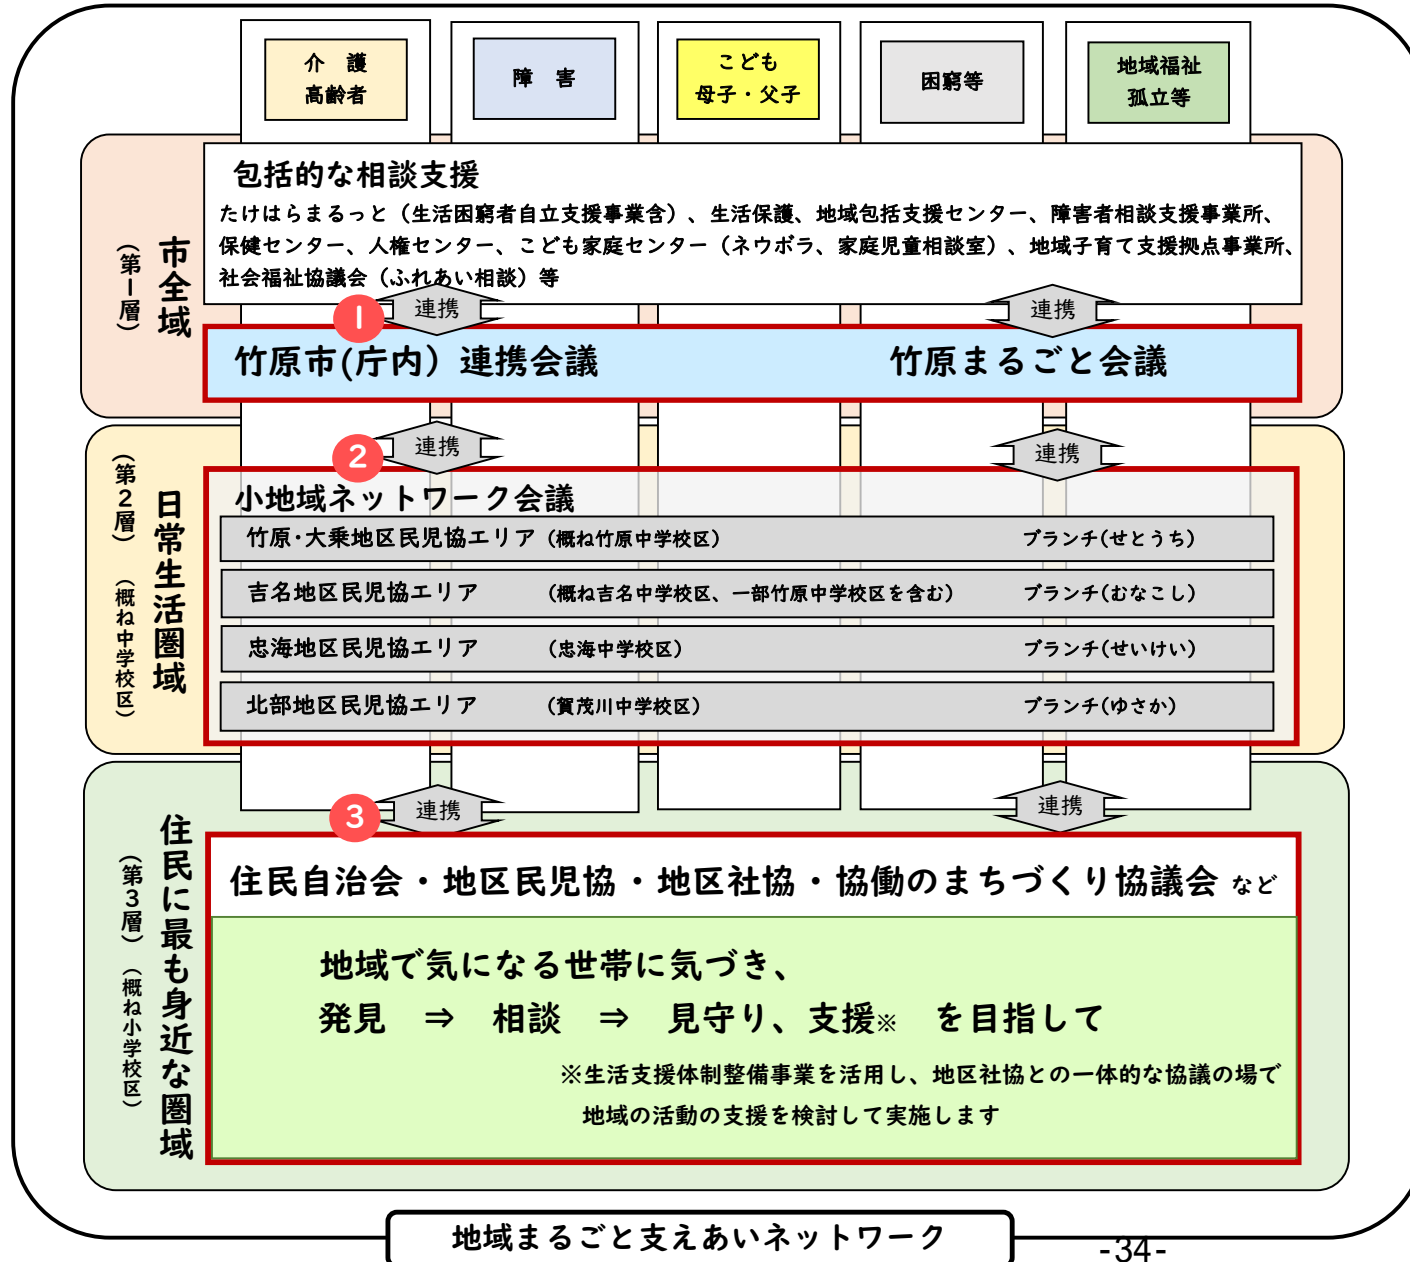 介　護
高齢者
障　害
こども
母子・父子
困窮等
地域福祉
孤立等
市全域
（第１層）
包括的な相談支援
たけはらまるっと（生活困窮者自立支援事業含）、生活保護、地域包括支援センター、障害者相談支援事業所、
保健センター、人権センター、こども家庭センター（ネウボラ、家庭児童相談室）、地域子育て支援拠点事業所、
社会福祉協議会（ふれあい相談）等
連携
連携
1
竹原市(庁内）連携会議
竹原まるごと会議
連携
連携
2
日常生活圏域
（第２層）（概ね中学校区）
小地域ネットワーク会議
竹原・大乗地区民児協エリア（概ね竹原中学校区）　ブランチ(せとうち)
吉名地区民児協エリア　（概ね吉名中学校区、一部竹原中学校区を含む）　ブランチ(むなこし)
忠海地区民児協エリア　（忠海中学校区）　ブランチ(せいけい)
北部地区民児協エリア　（賀茂川中学校区）　ブランチ(ゆさか)
連携
連携
3
住民に最も身近な圏域
（第３層）（概ね小学校区）
住民自治会・地区民児協・地区社協・協働のまちづくり協議会 など
地域で気になる世帯に気づき、
発見　⇒　相談　⇒　見守り、支援※　を目指して
※生活支援体制整備事業を活用し、地区社協との一体的な協議の場で
地域の活動の支援を検討して実施します
地域まるごと支えあいネットワーク
-34-